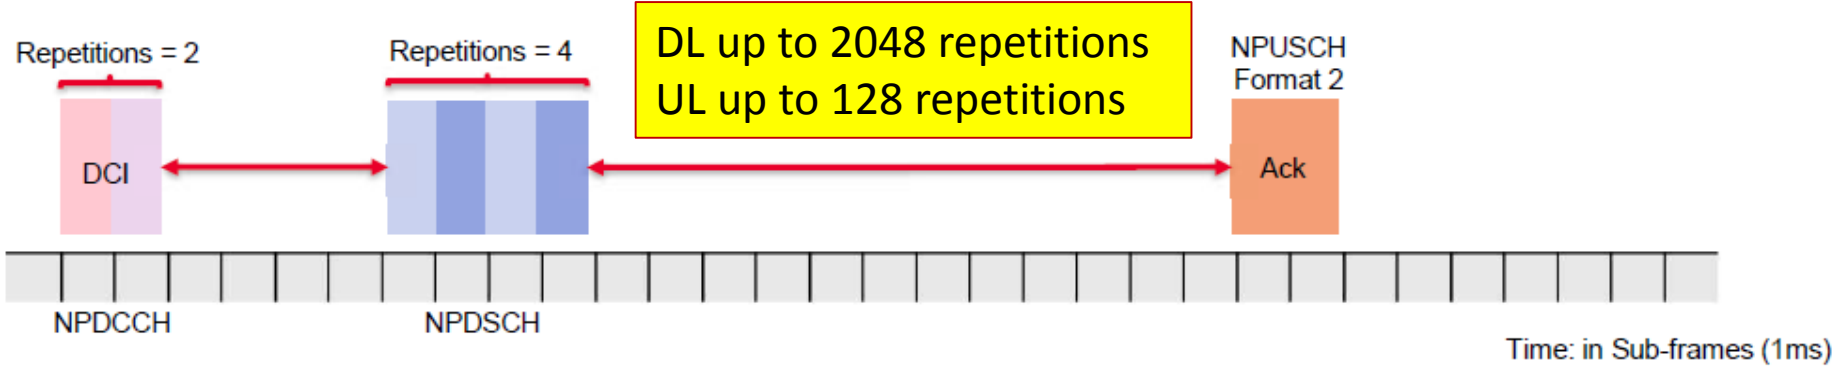 Repetitions = 2
Repetitions = 4
DL up to 2048 repetitions
UL up to 128 repetitions
NPUSCH
Format 2
DCI
Ack
NPDCCH
NPDSCH
Time: in Sub-frames (1ms)